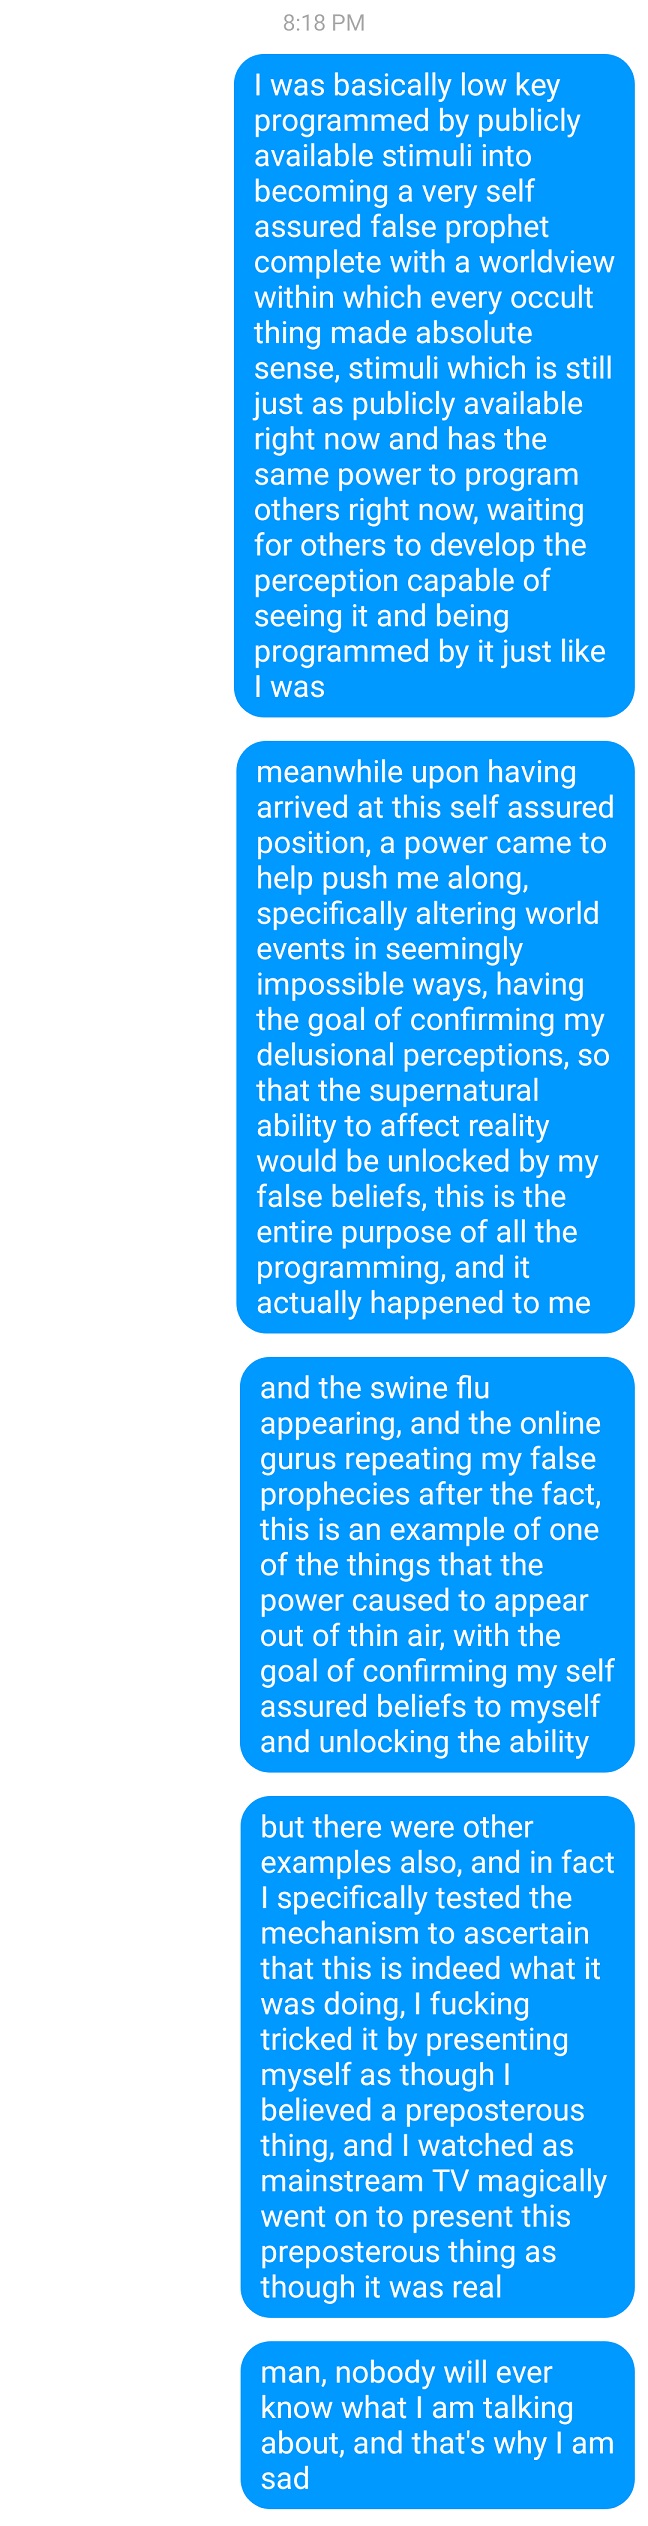 8:18 PM
I was basically low key
programmed by publicly
available stimuli into
becoming a very self
assured false prophet
complete with a worldview
within which every occult
thing made absolute
sense, stimuli which is still
just as publicly available
right now and has the
same power to program
others right now, waiting
for others to develop the
perception capable of
seeing it and being
programmed by it just like
I was
meanwhile upon having
arrived at this self assured
position, a power came to
help push me along,
specifically altering world
events in seemingly
impossible ways, having
the goal of confirming my
delusional perceptions, so
that the supernatural
ability to affect reality
would be unlocked by my
false beliefs, this is the
entire purpose of all the
programming, and it
actually happened to me
and the swine flu
appearing, and the online
gurus repeating my false
prophecies after the fact,
this is an example of one
of the things that the
power caused to appear
out of thin air, with the
goal of confirming my self
assured beliefs to myself
and unlocking the ability
but there were other
examples also, and in fact
I specifically tested the
mechanism to ascertain
that this is indeed what it
was doing, I fucking
tricked it by presenting
myself as though I
believed a preposterous
thing, and I watched as
mainstream TV magically
went on to present this
preposterous thing as
though it was real
man, nobody will ever
know what I am talking
about, and that's why I am
sad